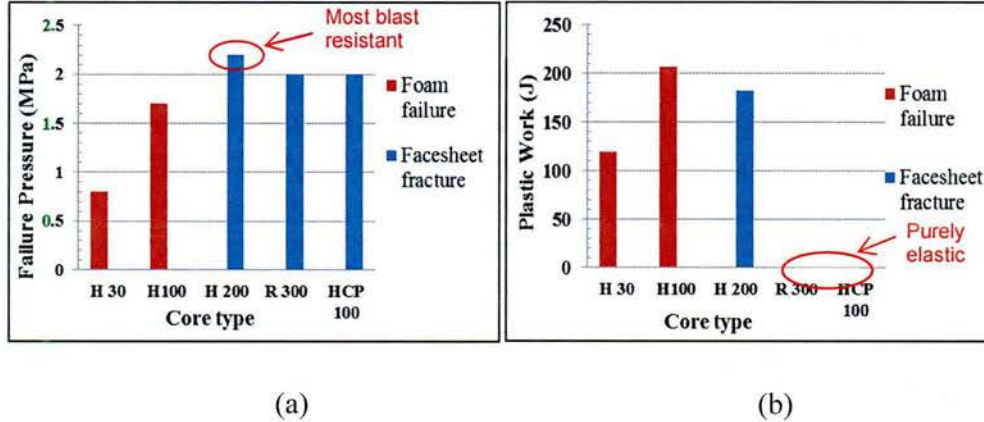 Failure Pressure (MPa)
2.5
2
1.5
1
0.5
0
H 30
H100
H 200
R 300
HCP
100
Core type
Most blast
resistant
Foam
failure
Facesheet
fracture
(a)
Plastic Work (J)
250
200
150
100
50
0
H 30
H100
H 200
R 300
HCP
100
Core type
Foam
failure
Facesheet
fracture
Purely
elastic
(b)